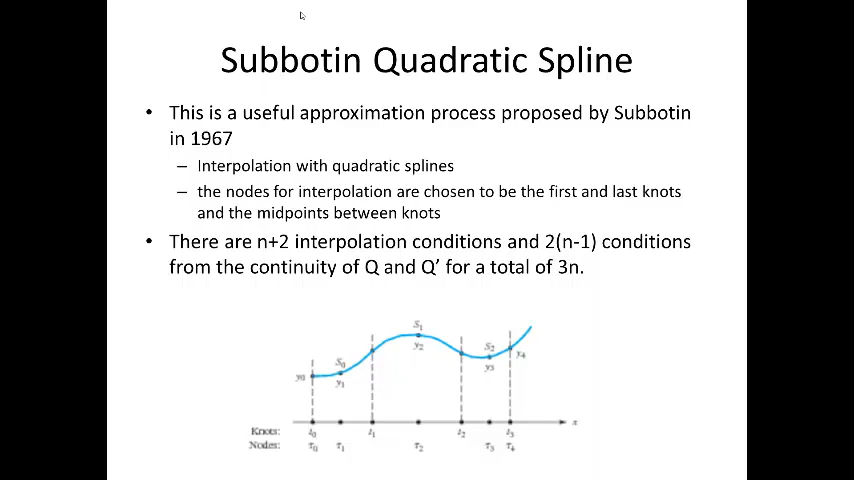 Subbotin Quadratic Spline
• This is a useful approximation process proposed by Subbotin
in 1967
– Interpolation with quadratic splines
– the nodes for interpolation are chosen to be the first and last knots
and the midpoints between knots
• There are n+2 interpolation conditions and 2(n-1) conditions
from the continuity of Q and Q’ for a total of 3n.
S₁
y₂
S₀
y₁
y₀
S₂
y₃
y₄
x
Knots: t₀ t₁ t₂ t₃
Nodes: τ₀ τ₁ τ₂ τ₃ τ₄